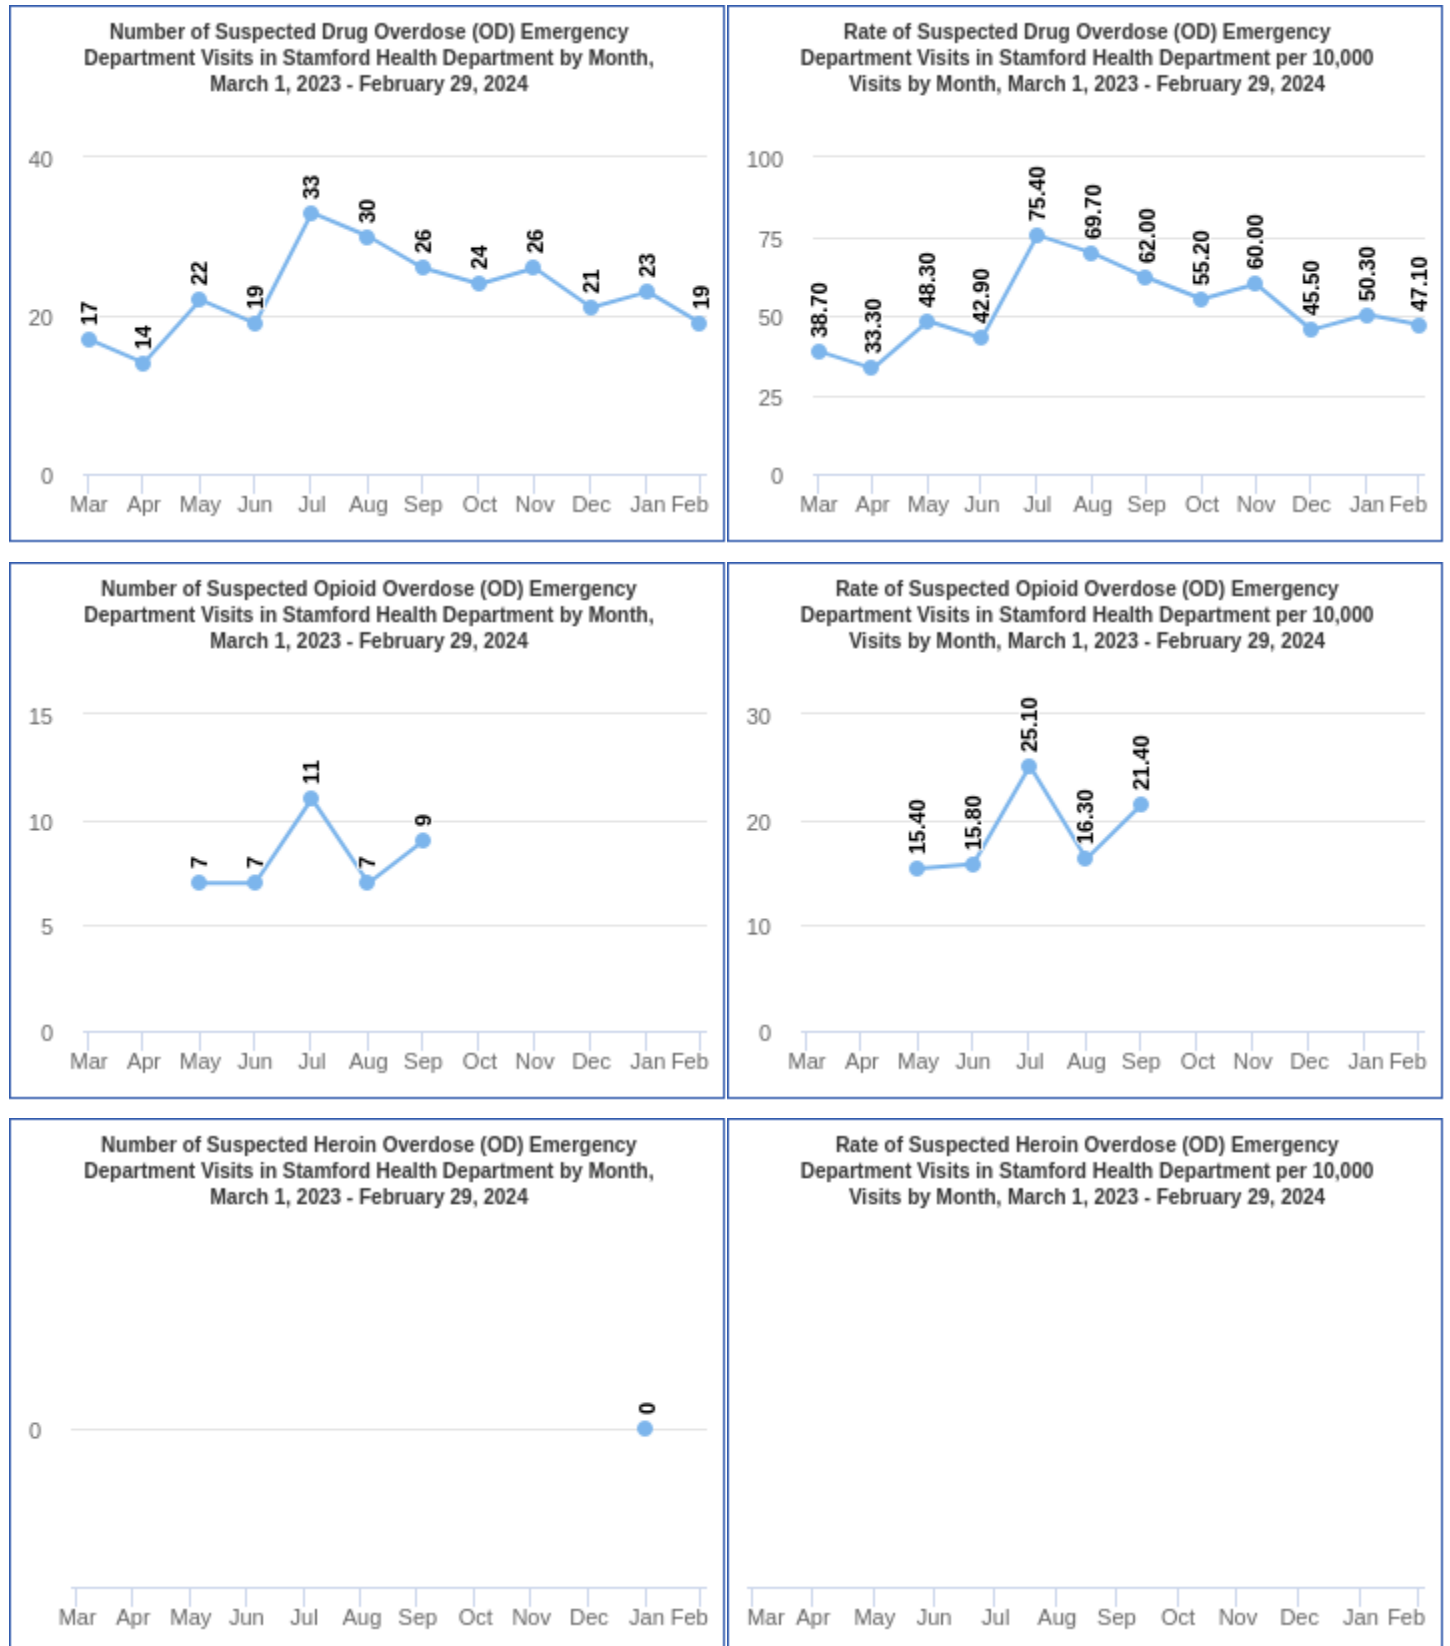 Number of Suspected Drug Overdose (OD) Emergency
Department Visits in Stamford Health Department by Month,
March 1, 2023 - February 29, 2024
40
20
0
17
14
22
19
33
30
26
24
26
21
23
19
Mar Apr May Jun Jul Aug Sep Oct Nov Dec Jan Feb
Rate of Suspected Drug Overdose (OD) Emergency
Department Visits in Stamford Health Department per 10,000
Visits by Month, March 1, 2023 - February 29, 2024
100
75
50
25
0
38.70
33.30
48.30
42.90
75.40
69.70
62.00
55.20
60.00
45.50
50.30
47.10
Mar Apr May Jun Jul Aug Sep Oct Nov Dec Jan Feb
Number of Suspected Opioid Overdose (OD) Emergency
Department Visits in Stamford Health Department by Month,
March 1, 2023 - February 29, 2024
15
10
5
0
7
7
11
7
9
Mar Apr May Jun Jul Aug Sep Oct Nov Dec Jan Feb
Rate of Suspected Opioid Overdose (OD) Emergency
Department Visits in Stamford Health Department per 10,000
Visits by Month, March 1, 2023 - February 29, 2024
30
20
10
0
15.40
15.80
25.10
16.30
21.40
Mar Apr May Jun Jul Aug Sep Oct Nov Dec Jan Feb
Number of Suspected Heroin Overdose (OD) Emergency
Department Visits in Stamford Health Department by Month,
March 1, 2023 - February 29, 2024
0
0
Mar Apr May Jun Jul Aug Sep Oct Nov Dec Jan Feb
Rate of Suspected Heroin Overdose (OD) Emergency
Department Visits in Stamford Health Department per 10,000
Visits by Month, March 1, 2023 - February 29, 2024
Mar Apr May Jun Jul Aug Sep Oct Nov Dec Jan Feb